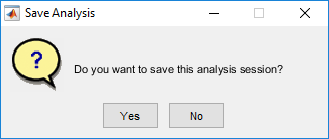 Save Analysis
?
Do you want to save this analysis session?
Yes
No